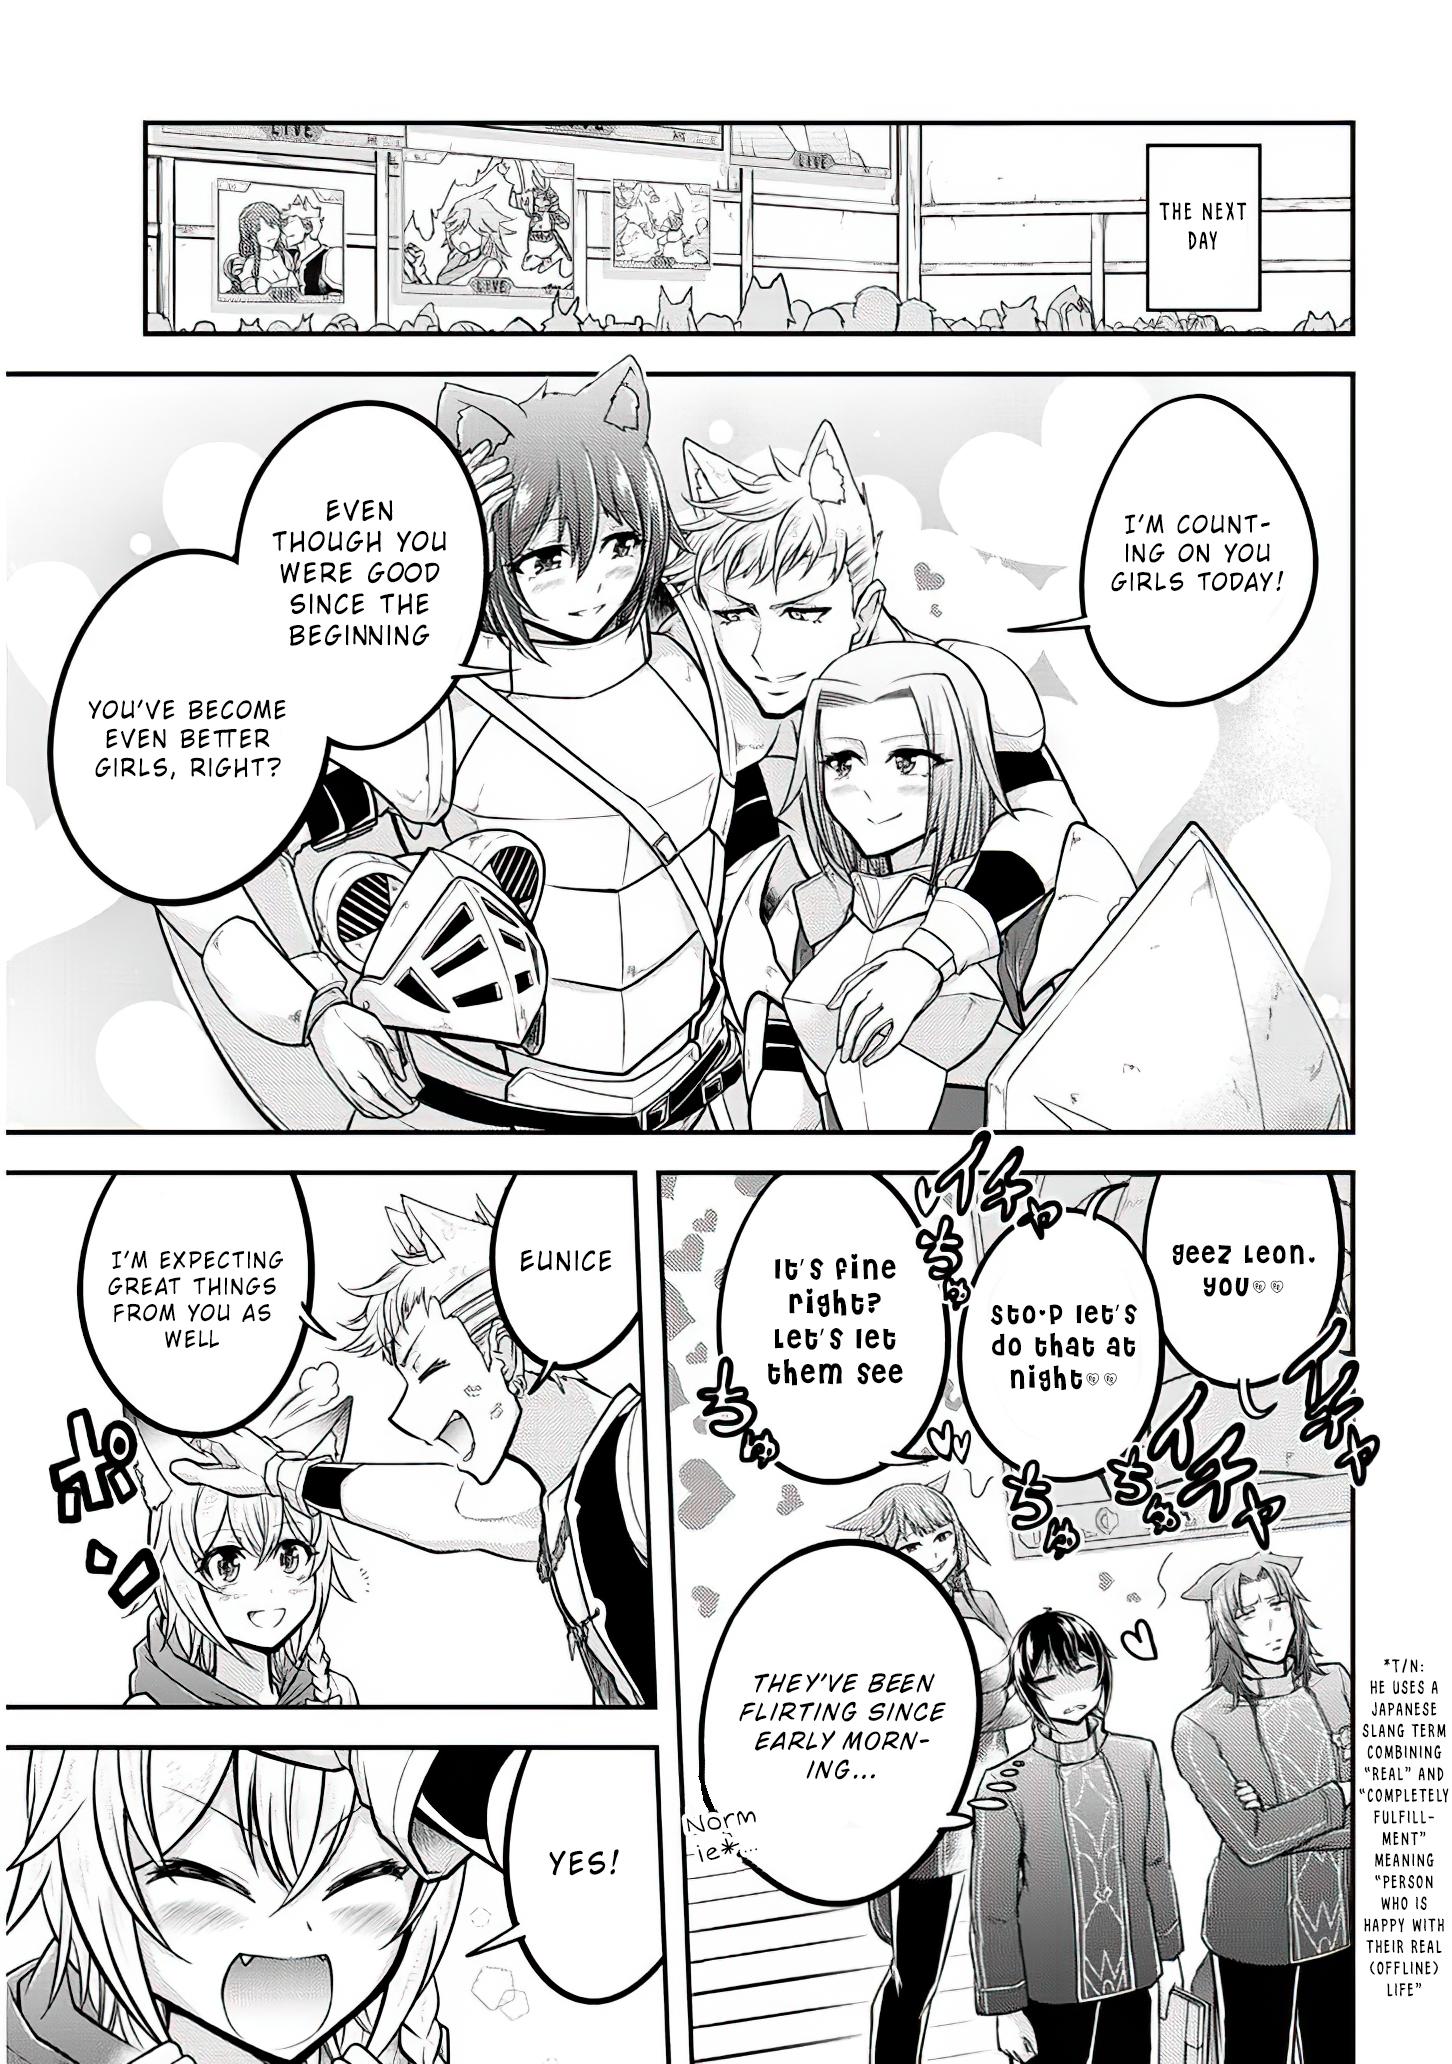 THE NEXT
DAY
LIVE
LIVE
LIVE
LIVE
I'M COUNT-
ING ON YOU
GIRLS TODAY!
EVEN
THOUGH YOU
WERE GOOD
SINCE THE
BEGINNING
YOU'VE BECOME
EVEN BETTER
GIRLS, RIGHT?
geez Leon.
you♡♡
イチャ
イチャ
イチャ
sto·p let's
do that at
night♡♡
ちゅ
ちゅ
ちゅ
ちゅ
It's fine
right?
Let's let
them see
EUNICE
I'M EXPECTING
GREAT THINGS
FROM YOU AS
WELL
ポン
THEY'VE BEEN
FLIRTING SINCE
EARLY MORN-
ING...
Norm
ie*...
YES!
*T/N:
HE USES A
JAPANESE
SLANG TERM
COMBINING
"REAL" AND
"COMPLETELY
FULFILL-
MENT"
MEANING
"PERSON
WHO IS
HAPPY WITH
THEIR REAL
(OFFLINE)
LIFE"